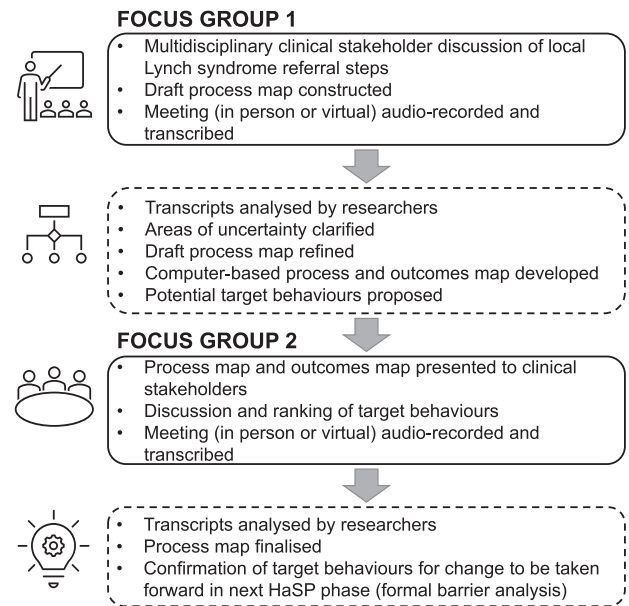 FOCUS GROUP 1
• Multidisciplinary clinical stakeholder discussion of local
Lynch syndrome referral steps
• Draft process map constructed
• Meeting (in person or virtual) audio-recorded and
transcribed
• Transcripts analysed by researchers
• Areas of uncertainty clarified
• Draft process map refined
• Computer-based process and outcomes map developed
• Potential target behaviours proposed
FOCUS GROUP 2
• Process map and outcomes map presented to clinical
stakeholders
• Discussion and ranking of target behaviours
• Meeting (in person or virtual) audio-recorded and
transcribed
• Transcripts analysed by researchers
• Process map finalised
• Confirmation of target behaviours for change to be taken
forward in next HaSP phase (formal barrier analysis)